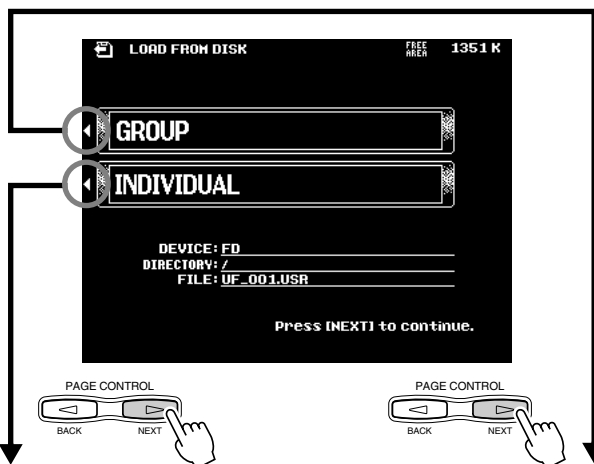 LOAD FROM DISK FREE AREA 1351 K
GROUP
INDIVIDUAL
DEVICE: FD
DIRECTORY: /
FILE: UF_001.USR
Press [NEXT] to continue.
PAGE CONTROL PAGE CONTROL
BACK NEXT BACK NEXT